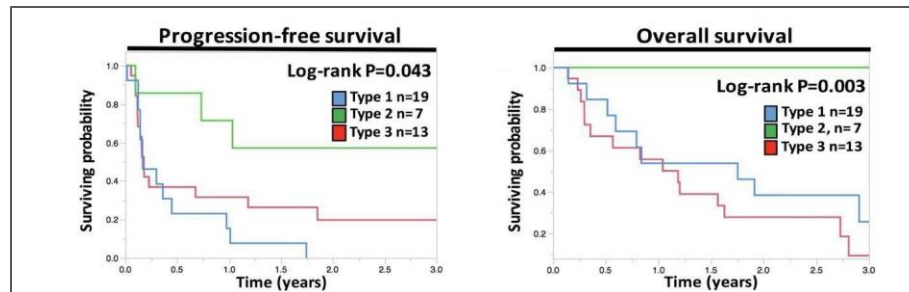 Progression-free survival
Log-rank P=0.043
Type 1 n=19
Type 2 n= 7
Type 3 n=13
Surviving probability
1.0
0.8
0.6
0.4
0.2
0.0
0.0 0.5 1.0 1.5 2.0 2.5 3.0
Time (years)
Overall survival
Log-rank P=0.003
Type 1 n=19
Type 2, n= 7
Type 3 n=13
Surviving probability
1.0
0.8
0.6
0.4
0.2
0.0 0.5 1.0 1.5 2.0 2.5 3.0
Time (years)